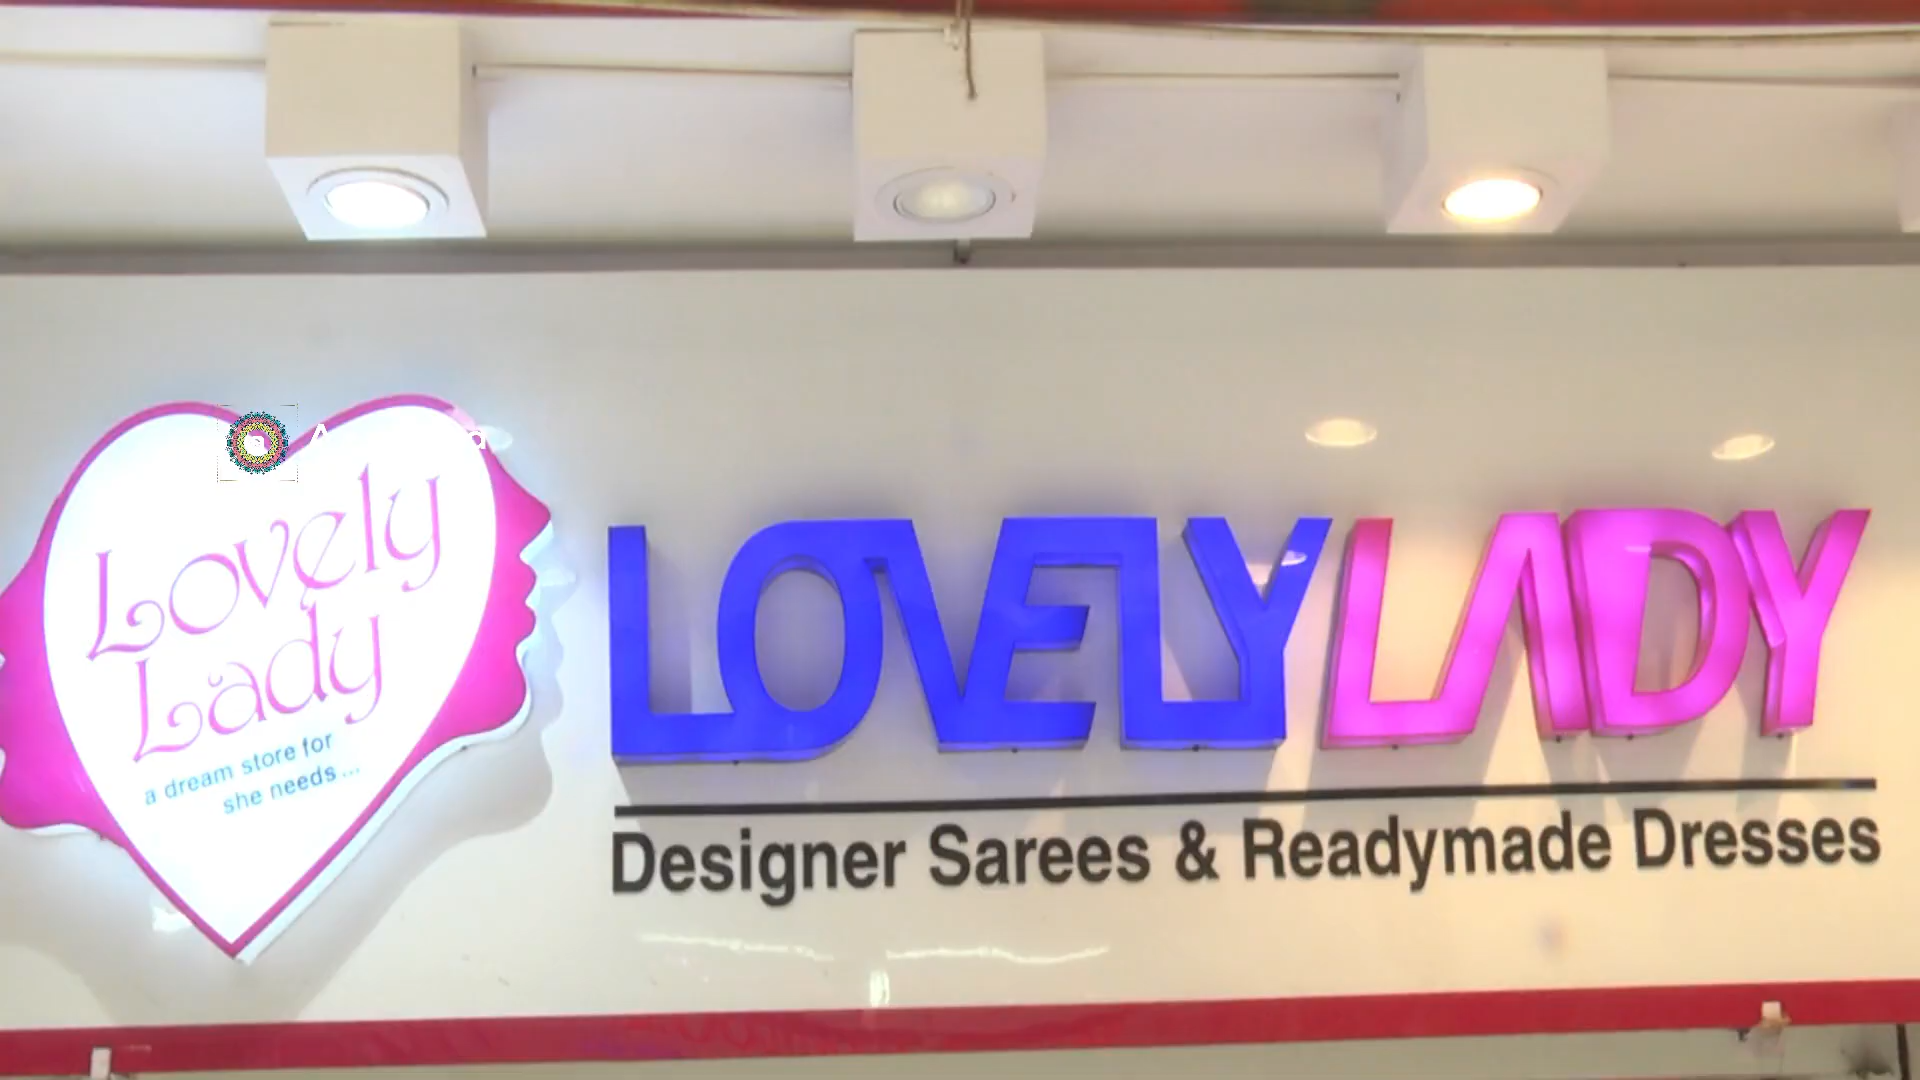 Lovely
Lady
a dream store for
she needs...
LOVELY LADY
Designer Sarees & Readymade Dresses